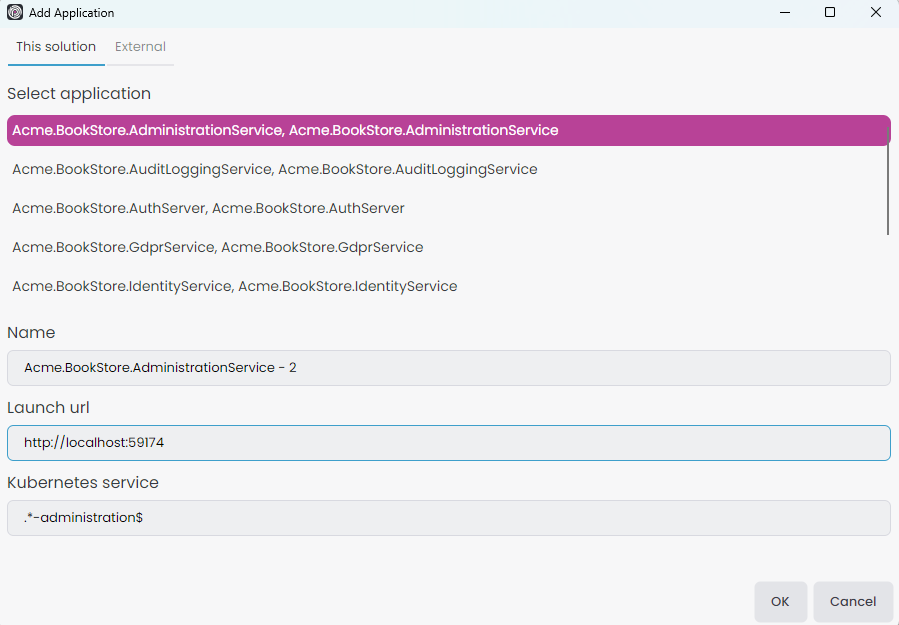 Add Application
This solution External
Select application
Acme.BookStore.AdministrationService, Acme.BookStore.AdministrationService
Acme.BookStore.AuditLoggingService, Acme.BookStore.AuditLoggingService
Acme.BookStore.AuthServer, Acme.BookStore.AuthServer
Acme.BookStore.GdprService, Acme.BookStore.GdprService
Acme.BookStore.IdentityService, Acme.BookStore.IdentityService
Name
Acme.BookStore.AdministrationService - 2
Launch url
http://localhost:59174
Kubernetes service
.*-administration$
OK Cancel